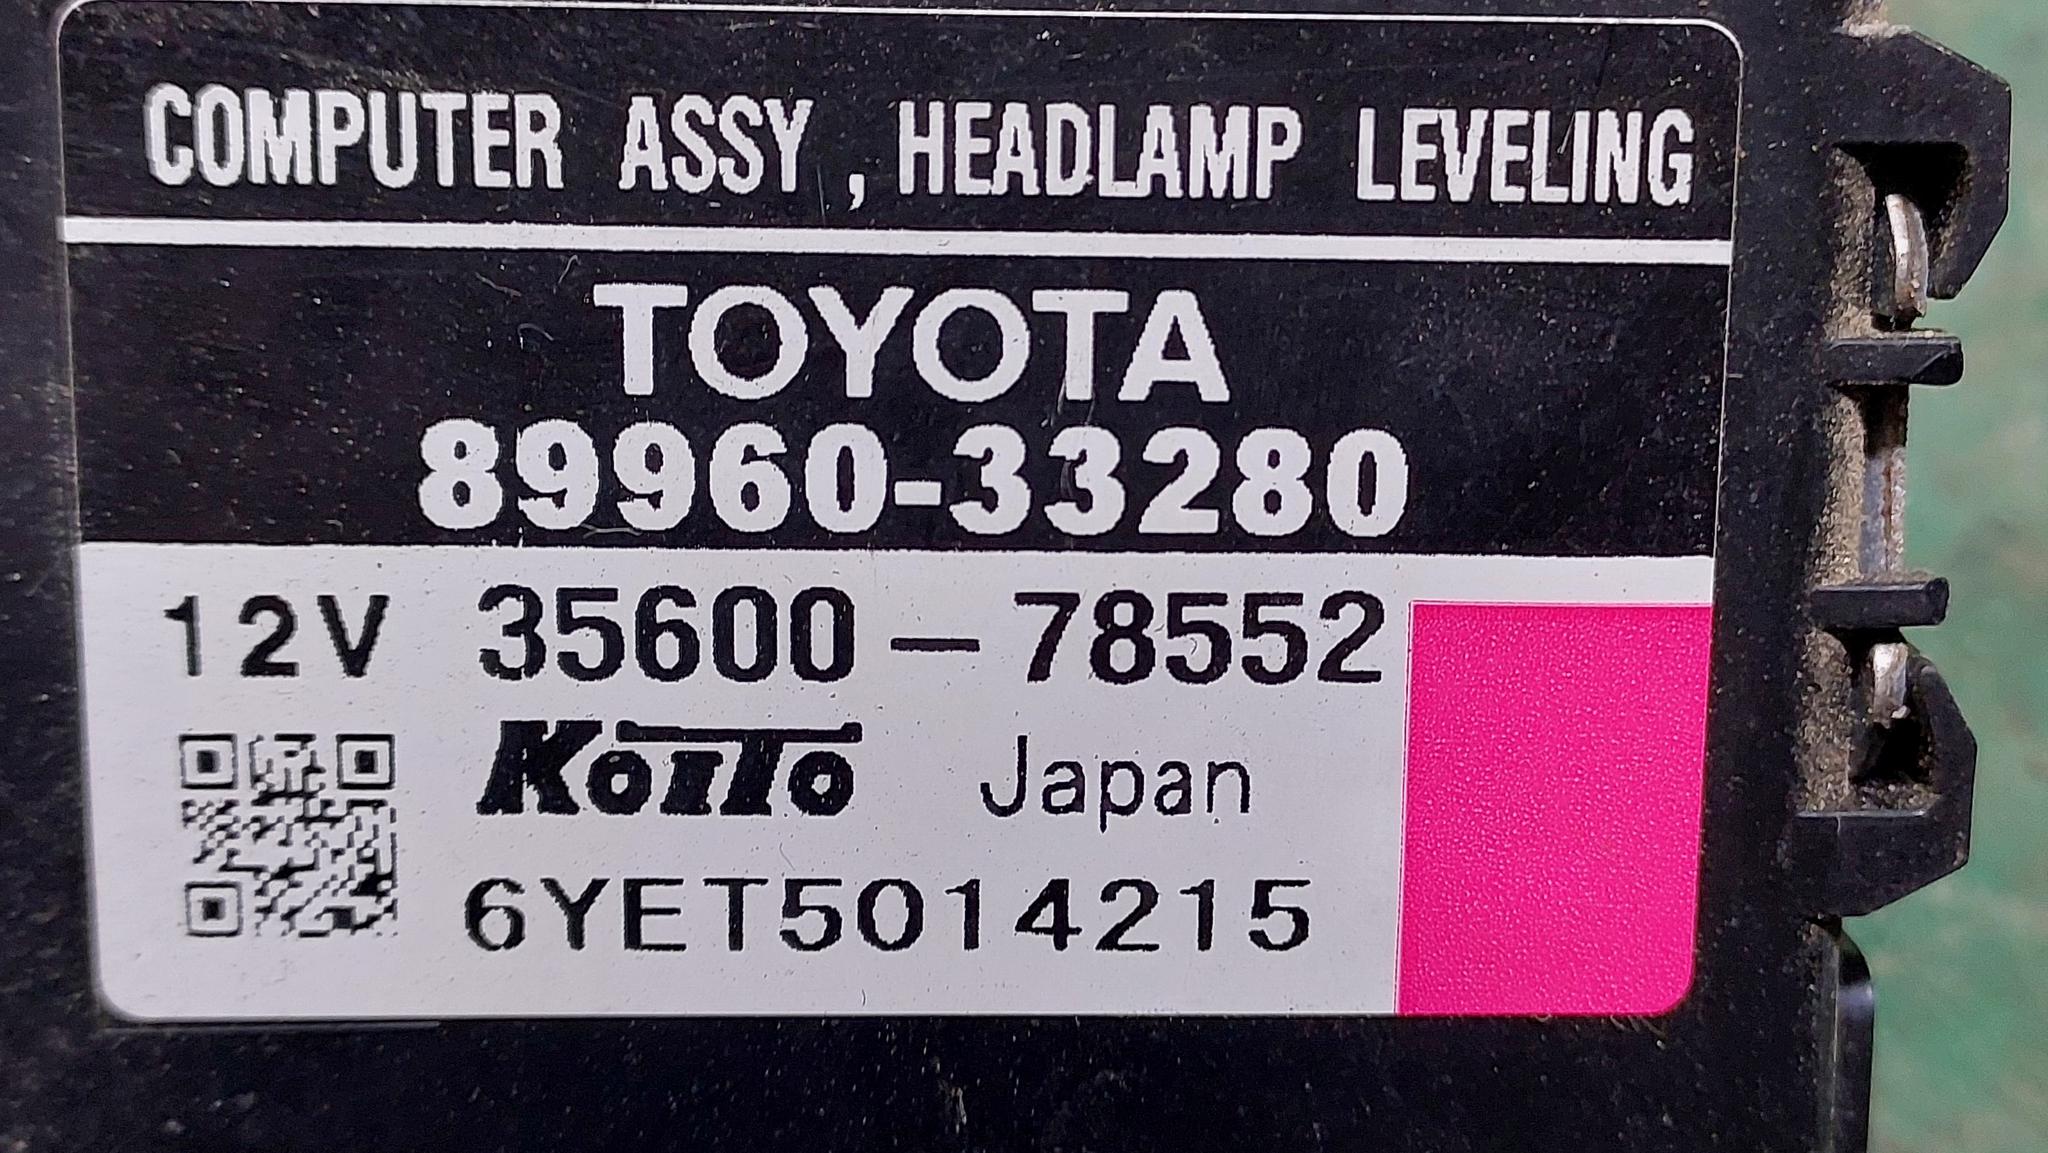 COMPUTER ASSY , HEADLAMP LEVELING
TOYOTA
89960-33280
12V 35600-78552
KOITO Japan
6YET5014215